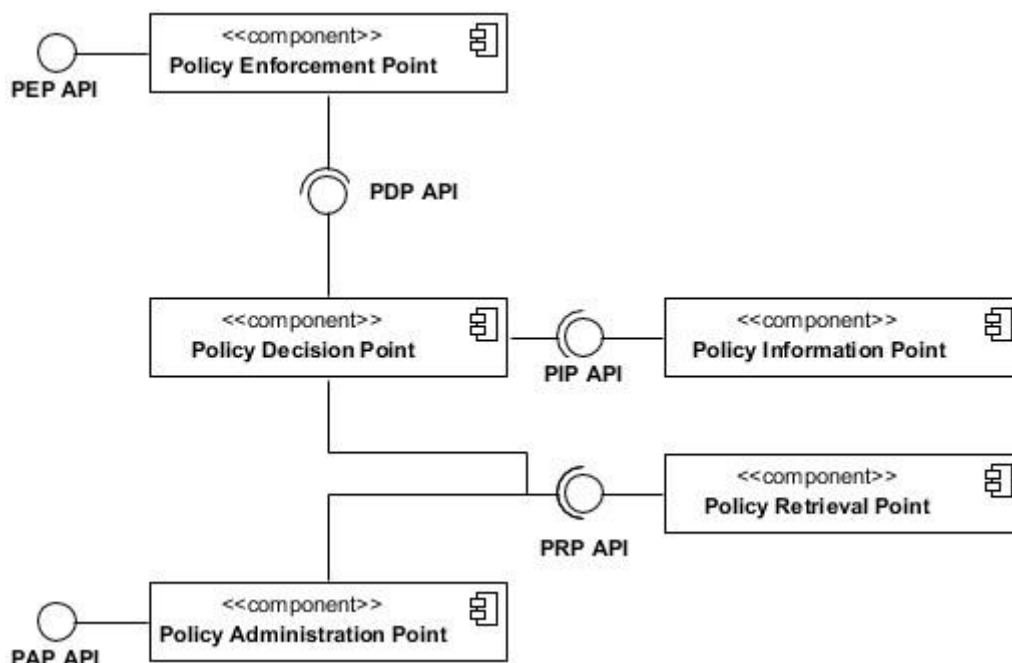 <<component>>
Policy Enforcement Point
PEP API
PDP API
<<component>>
Policy Decision Point
<<component>>
Policy Information Point
PIP API
<<component>>
Policy Retrieval Point
PRP API
<<component>>
Policy Administration Point
PAP API